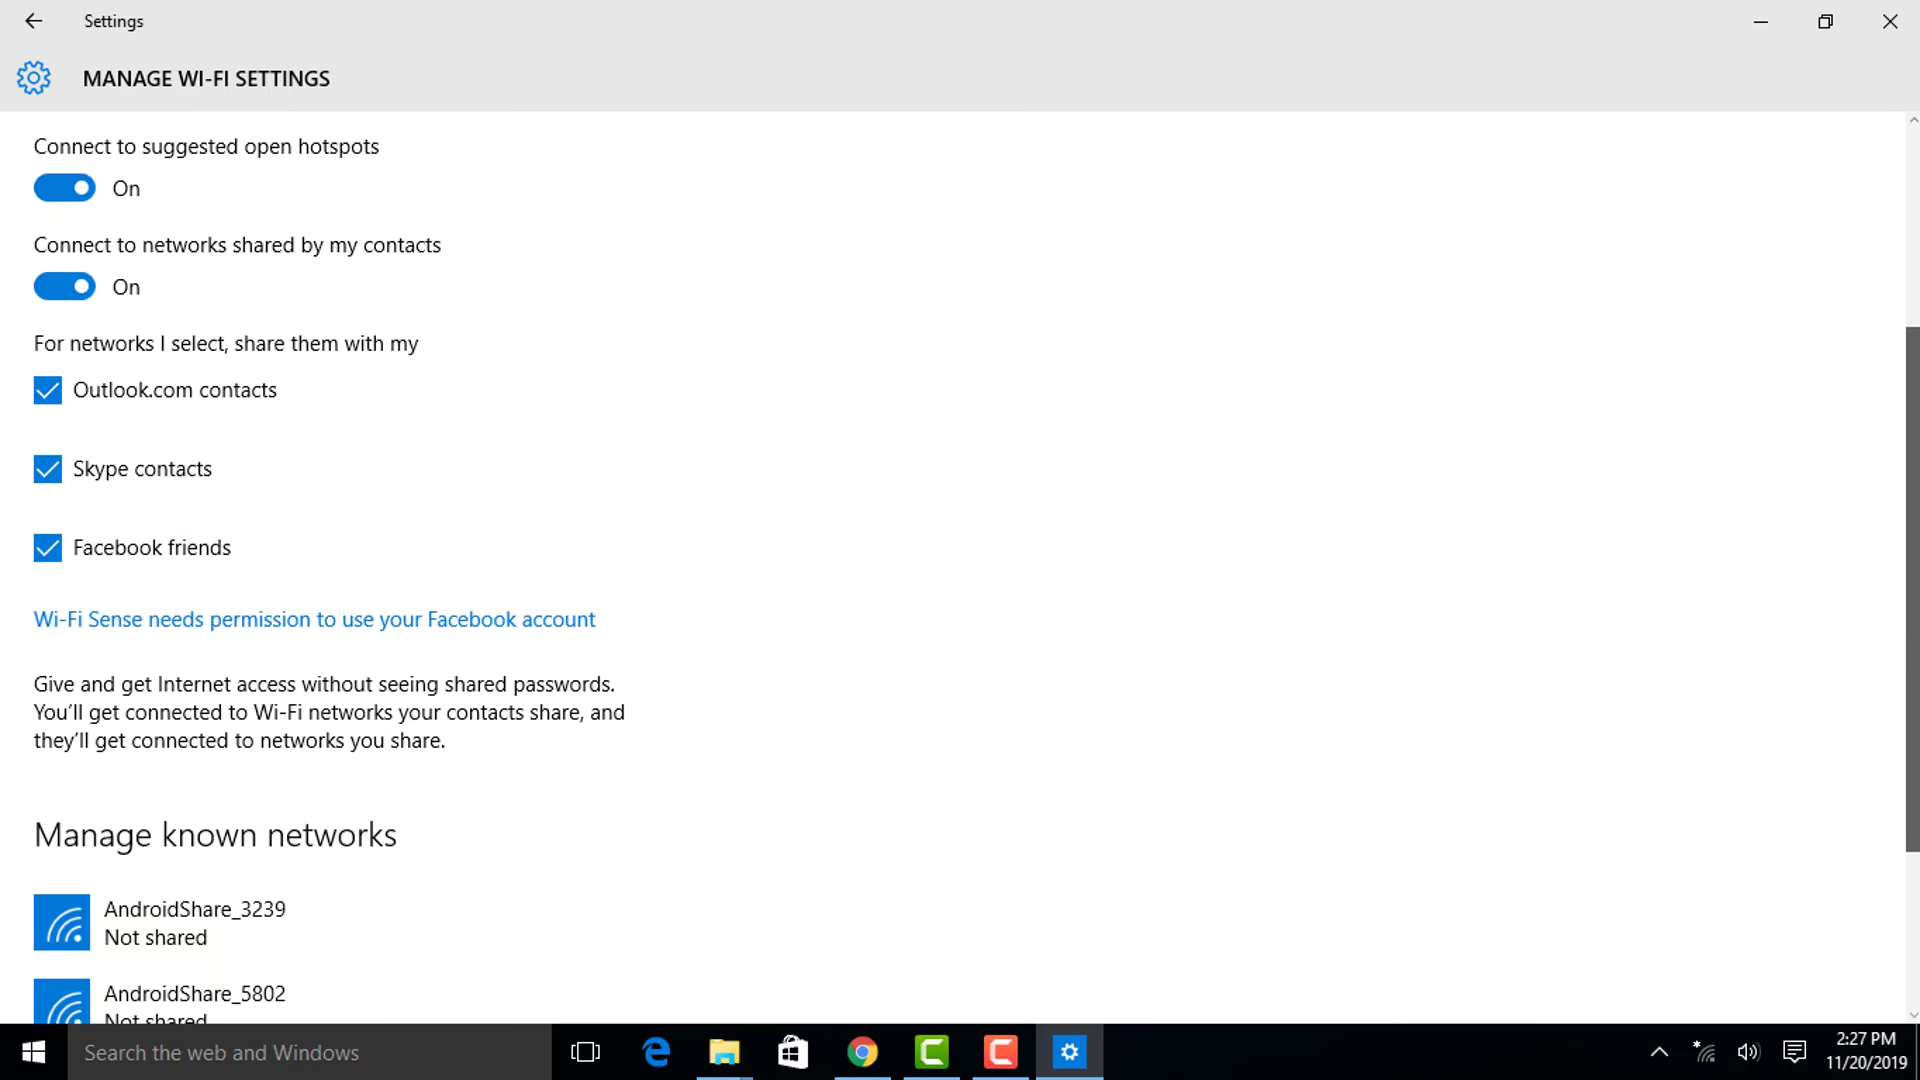 Settings
MANAGE WI-FI SETTINGS
Connect to suggested open hotspots
On
Connect to networks shared by my contacts
On
For networks I select, share them with my
Outlook.com contacts
Skype contacts
Facebook friends
Wi-Fi Sense needs permission to use your Facebook account
Give and get Internet access without seeing shared passwords.
You’ll get connected to Wi-Fi networks your contacts share, and
they’ll get connected to networks you share.
Manage known networks
AndroidShare_3239
Not shared
AndroidShare_5802
Not shared
Search the web and Windows
2:27 PM
11/20/2019